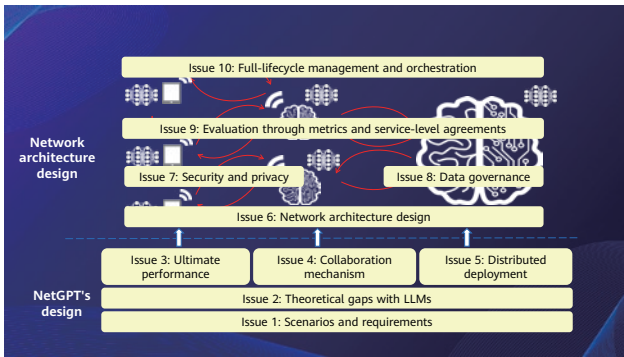 Issue 10: Full-lifecycle management and orchestration
Network
architecture
design
Issue 9: Evaluation through metrics and service-level agreements
Issue 7: Security and privacy
Issue 8: Data governance
Issue 6: Network architecture design
Issue 3: Ultimate
performance
Issue 4: Collaboration
mechanism
Issue 5: Distributed
deployment
NetGPT's
design
Issue 2: Theoretical gaps with LLMs
Issue 1: Scenarios and requirements